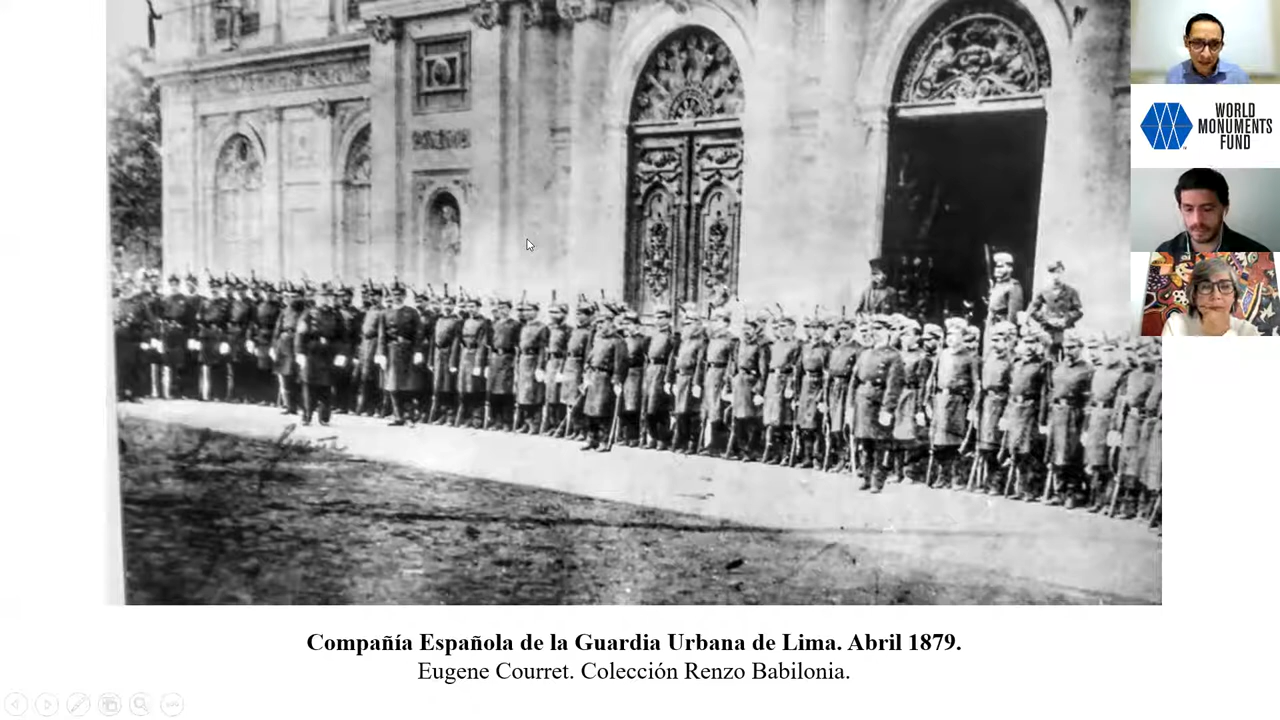 WORLD
MONUMENTS
FUND
Compañía Española de la Guardia Urbana de Lima. Abril 1879.
Eugene Courret. Colección Renzo Babilonia.